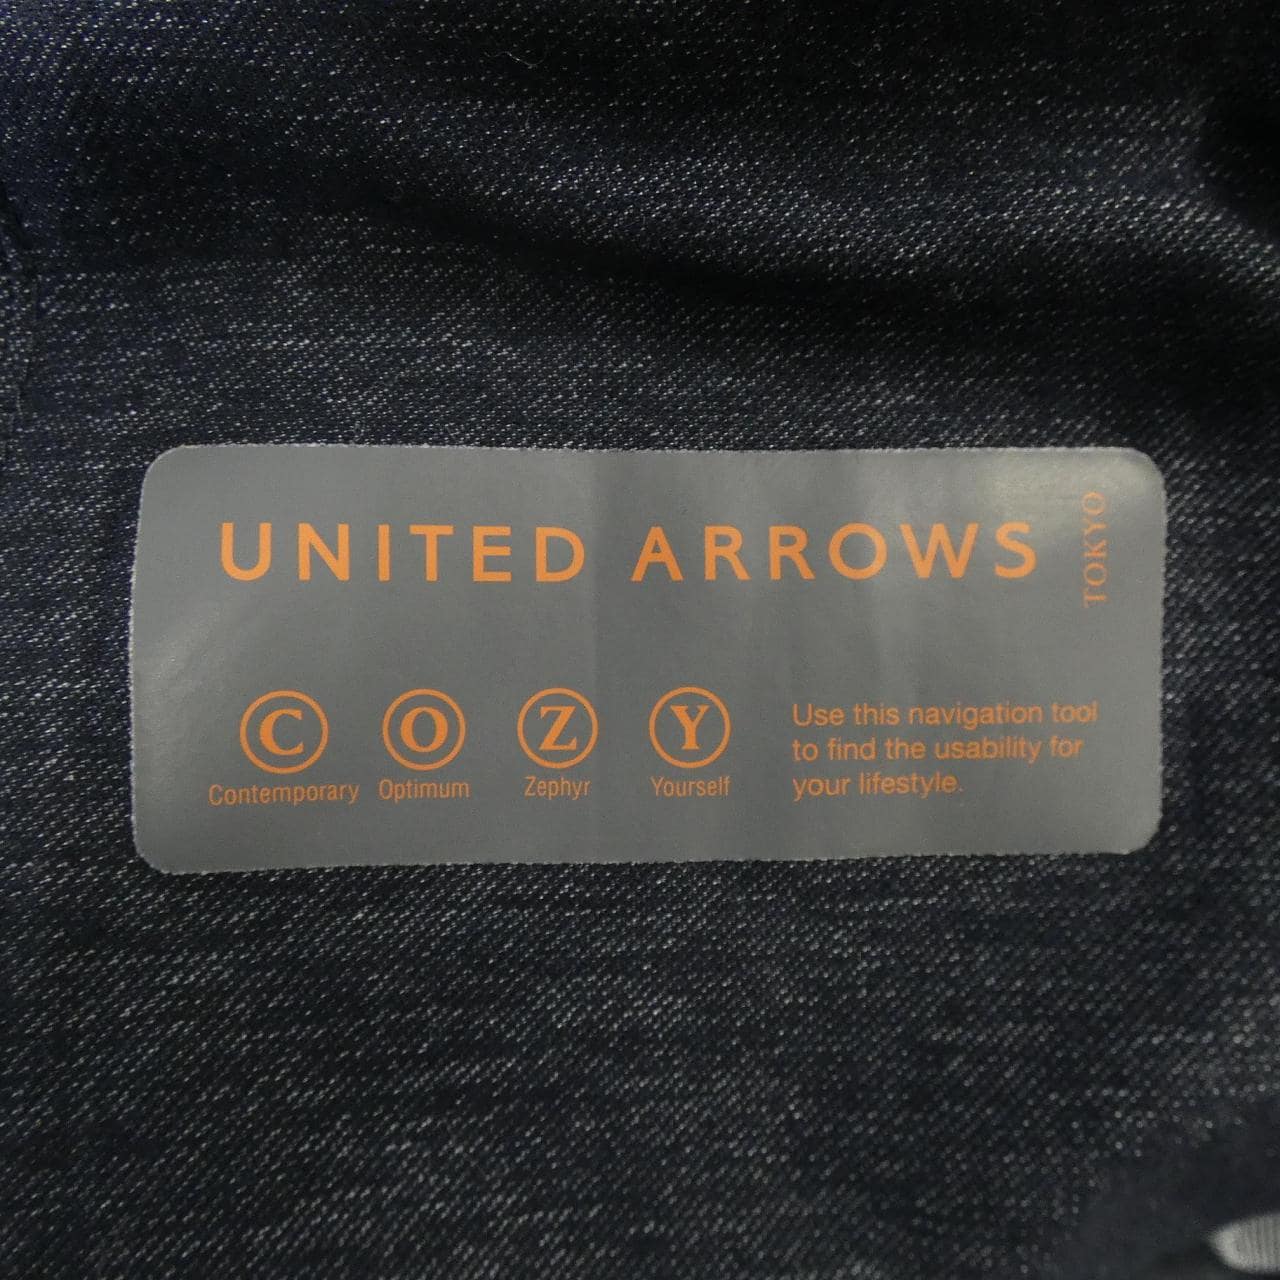 UNITED ARROWS
TOKYO
C O Z Y
Contemporary Optimum Zephyr Yourself
Use this navigation tool
to find the usability for
your lifestyle.